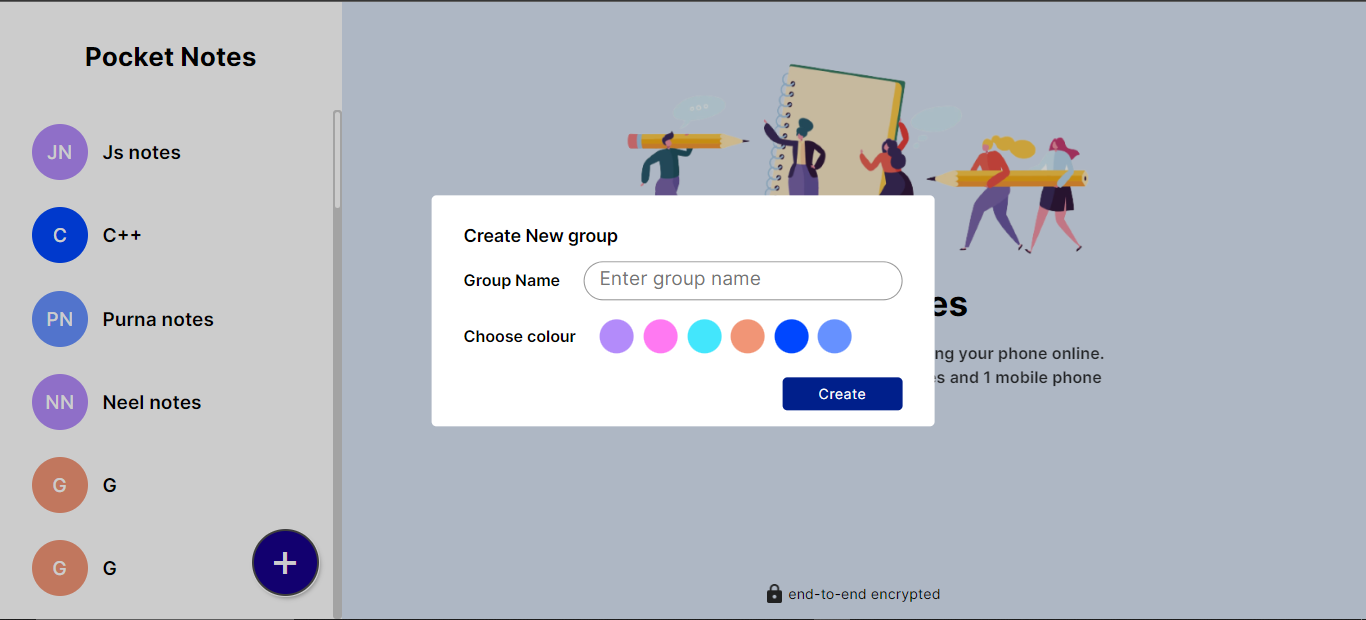 Pocket Notes
JN Js notes
C C++
PN Purna notes
NN Neel notes
G G
G G
+
Create New group
Group Name Enter group name
Choose colour
Create
es
ng your phone online.
s and 1 mobile phone
end-to-end encrypted